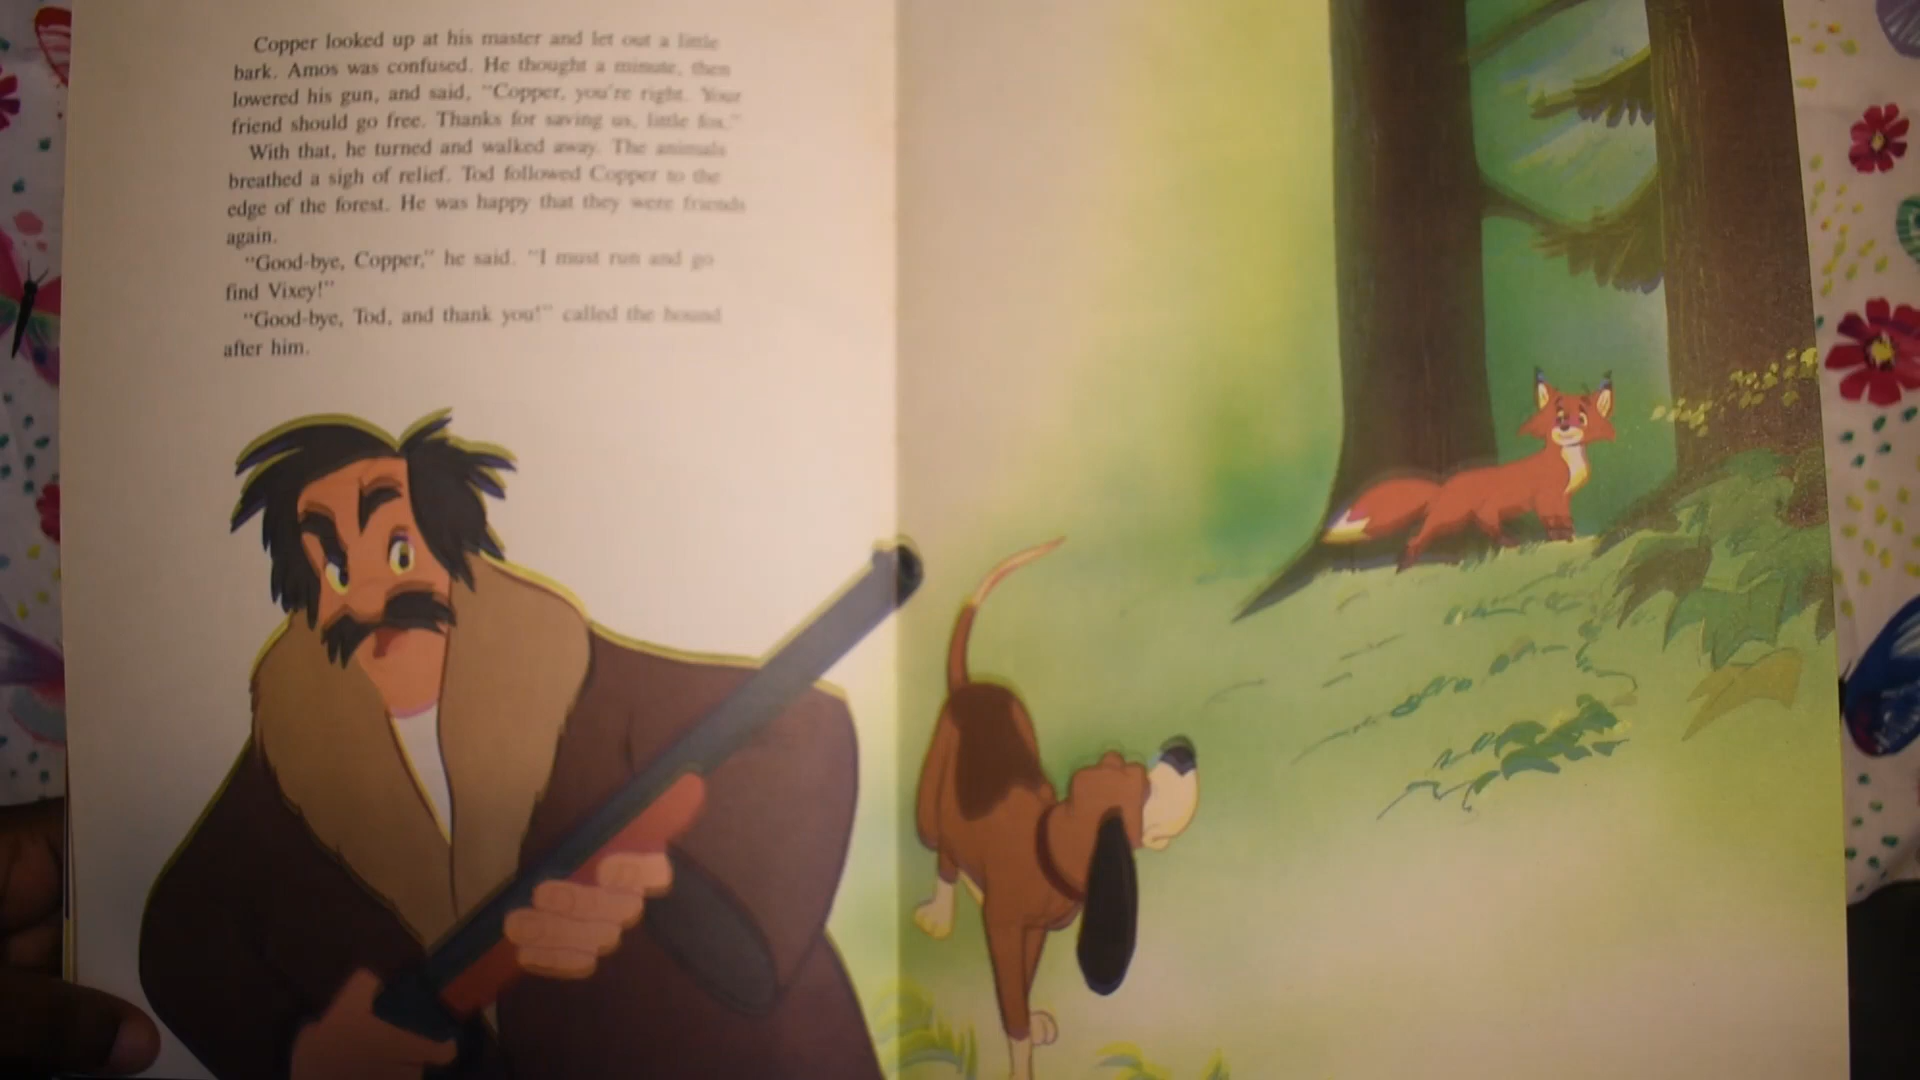 Copper looked up at his master and let out a little
bark. Amos was confused. He thought a minute, then
lowered his gun, and said, "Copper, you're right. Your
friend should go free. Thanks for saving us, little fox."
With that, he turned and walked away. The animals
breathed a sigh of relief. Tod followed Copper to the
edge of the forest. He was happy that they were friends
again.
"Good-bye, Copper," he said. "I must run and go
find Vixey!"
"Good-bye, Tod, and thank you!" called the hound
after him.